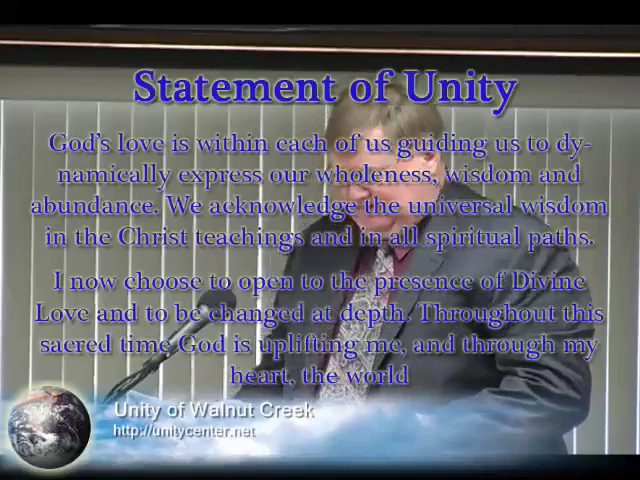 Statement of Unity
God's love is within each of us guiding us to dy-
namically express our wholeness, wisdom and
abundance. We acknowledge the universal wisdom
in the Christ teachings and in all spiritual paths.
I now choose to open to the presence of Divine
Love and to be changed at depth. Throughout this
sacred time God is uplifting me, and through my
heart, the world
Unity of Walnut Creek
http://unitycenter.net